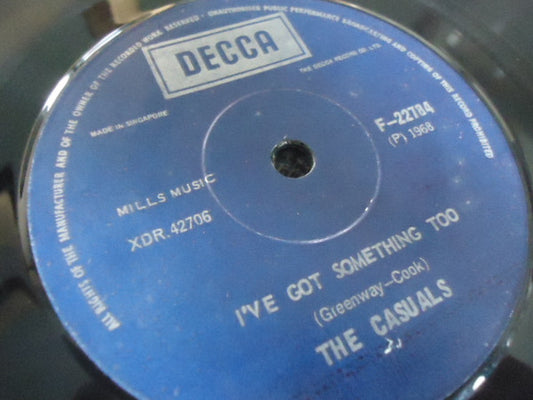 ALL RIGHTS OF THE MANUFACTURER AND OF THE OWNER OF THE RECORDED WORK RESERVED · UNAUTHORISED PUBLIC PERFORMANCE BROADCASTING AND COPYING OF THIS RECORD PROHIBITED
DECCA
THE DECCA RECORD CO. LTD.
MADE IN SINGAPORE
F-22784
(P) 1968
MILLS MUSIC
XDR.42706
I'VE GOT SOMETHING TOO
(Greenway-Cook)
THE CASUALS